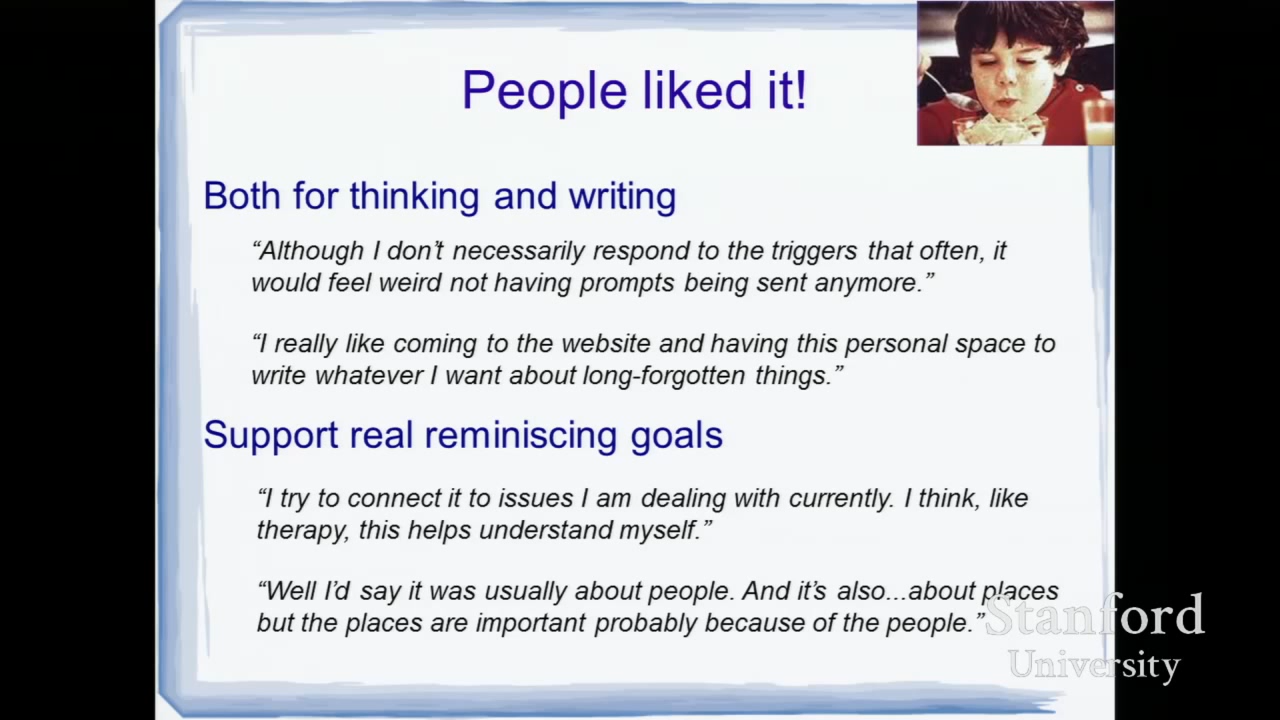 People liked it!
Both for thinking and writing
“Although I don’t necessarily respond to the triggers that often, it
would feel weird not having prompts being sent anymore.”
“I really like coming to the website and having this personal space to
write whatever I want about long-forgotten things.”
Support real reminiscing goals
“I try to connect it to issues I am dealing with currently. I think, like
therapy, this helps understand myself.”
“Well I’d say it was usually about people. And it’s also...about places
but the places are important probably because of the people.”
Stanford
University